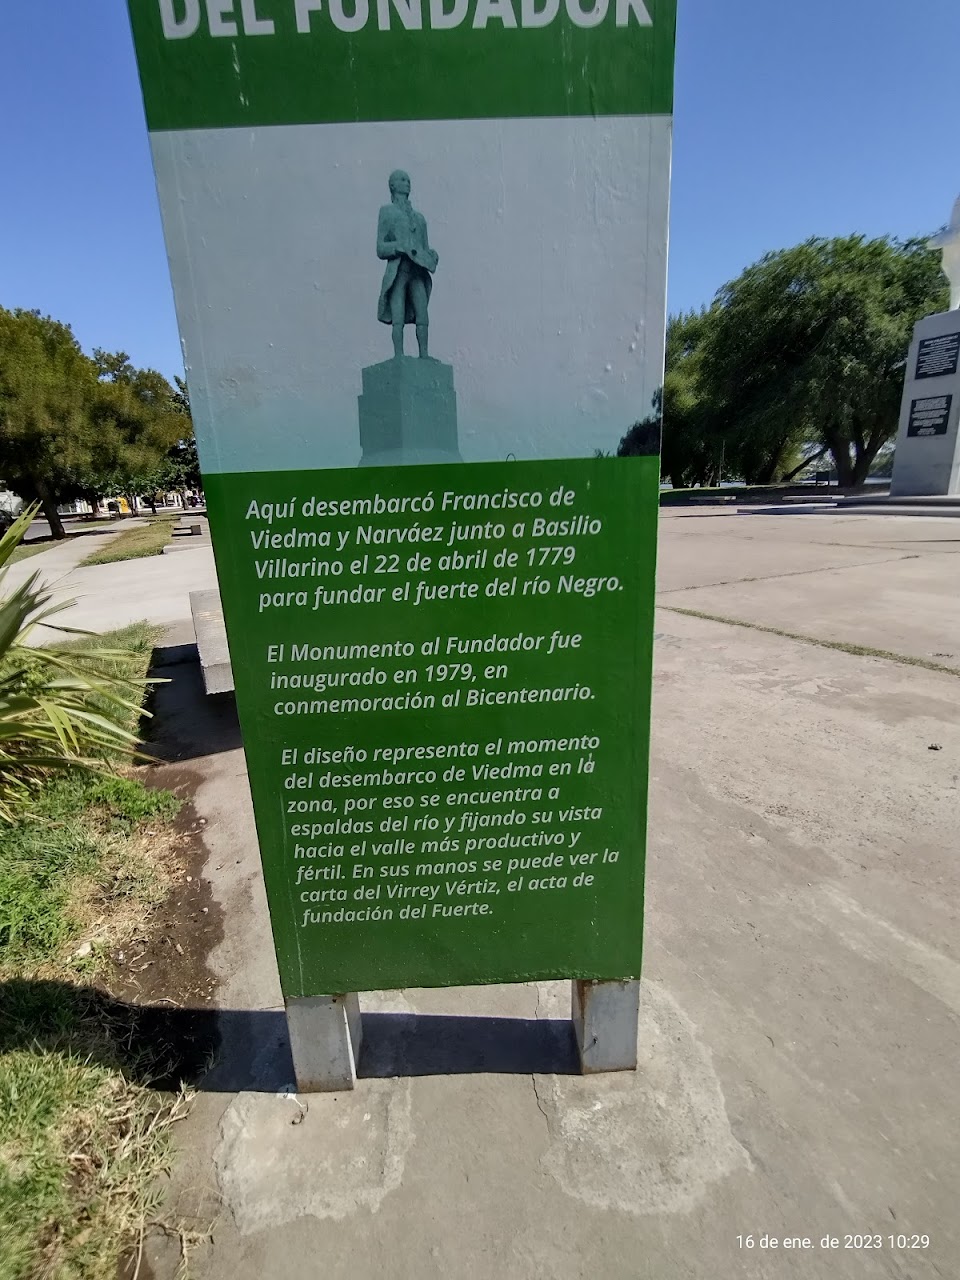 DEL FUNDADOR
Aquí desembarcó Francisco de
Viedma y Narváez junto a Basilio
Villarino el 22 de abril de 1779
para fundar el fuerte del río Negro.
El Monumento al Fundador fue
inaugurado en 1979, en
conmemoración al Bicentenario.
El diseño representa el momento
del desembarco de Viedma en la
zona, por eso se encuentra a
espaldas del río y fijando su vista
hacia el valle más productivo y
fértil. En sus manos se puede ver la
carta del Virrey Vértiz, el acta de
fundación del Fuerte.
16 de ene. de 2023 10:29